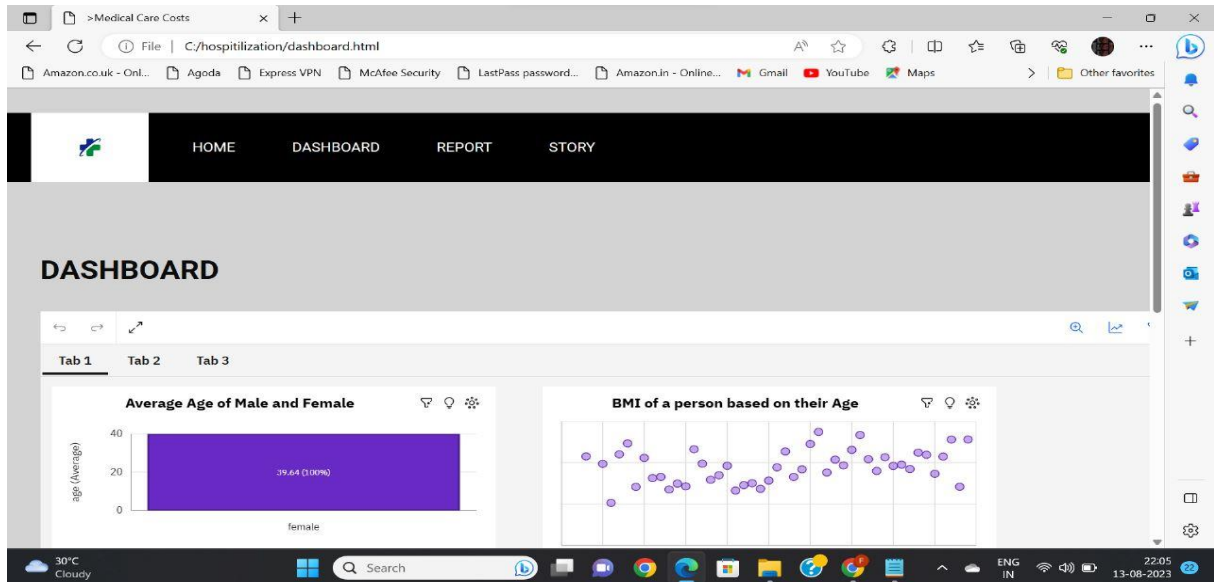 >Medical Care Costs
File | C:/hospitilization/dashboard.html
Amazon.co.uk - Onl... Agoda Express VPN McAfee Security LastPass password... Amazon.in - Online... Gmail YouTube Maps Other favorites
HOME DASHBOARD REPORT STORY
DASHBOARD
Tab 1 Tab 2 Tab 3
Average Age of Male and Female
age (Average)
40
20
0
39.64 (100%)
female
BMI of a person based on their Age
30°C
Cloudy
Search
ENG
IN
22:05
13-08-2023
22